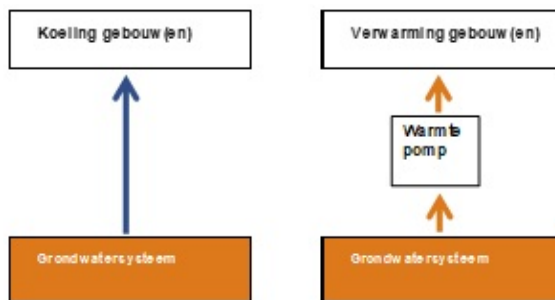 Koeling gebouw(en)
Verwarming gebouw(en)
Warmte
pomp
Grondwatersysteem
Grondwatersysteem